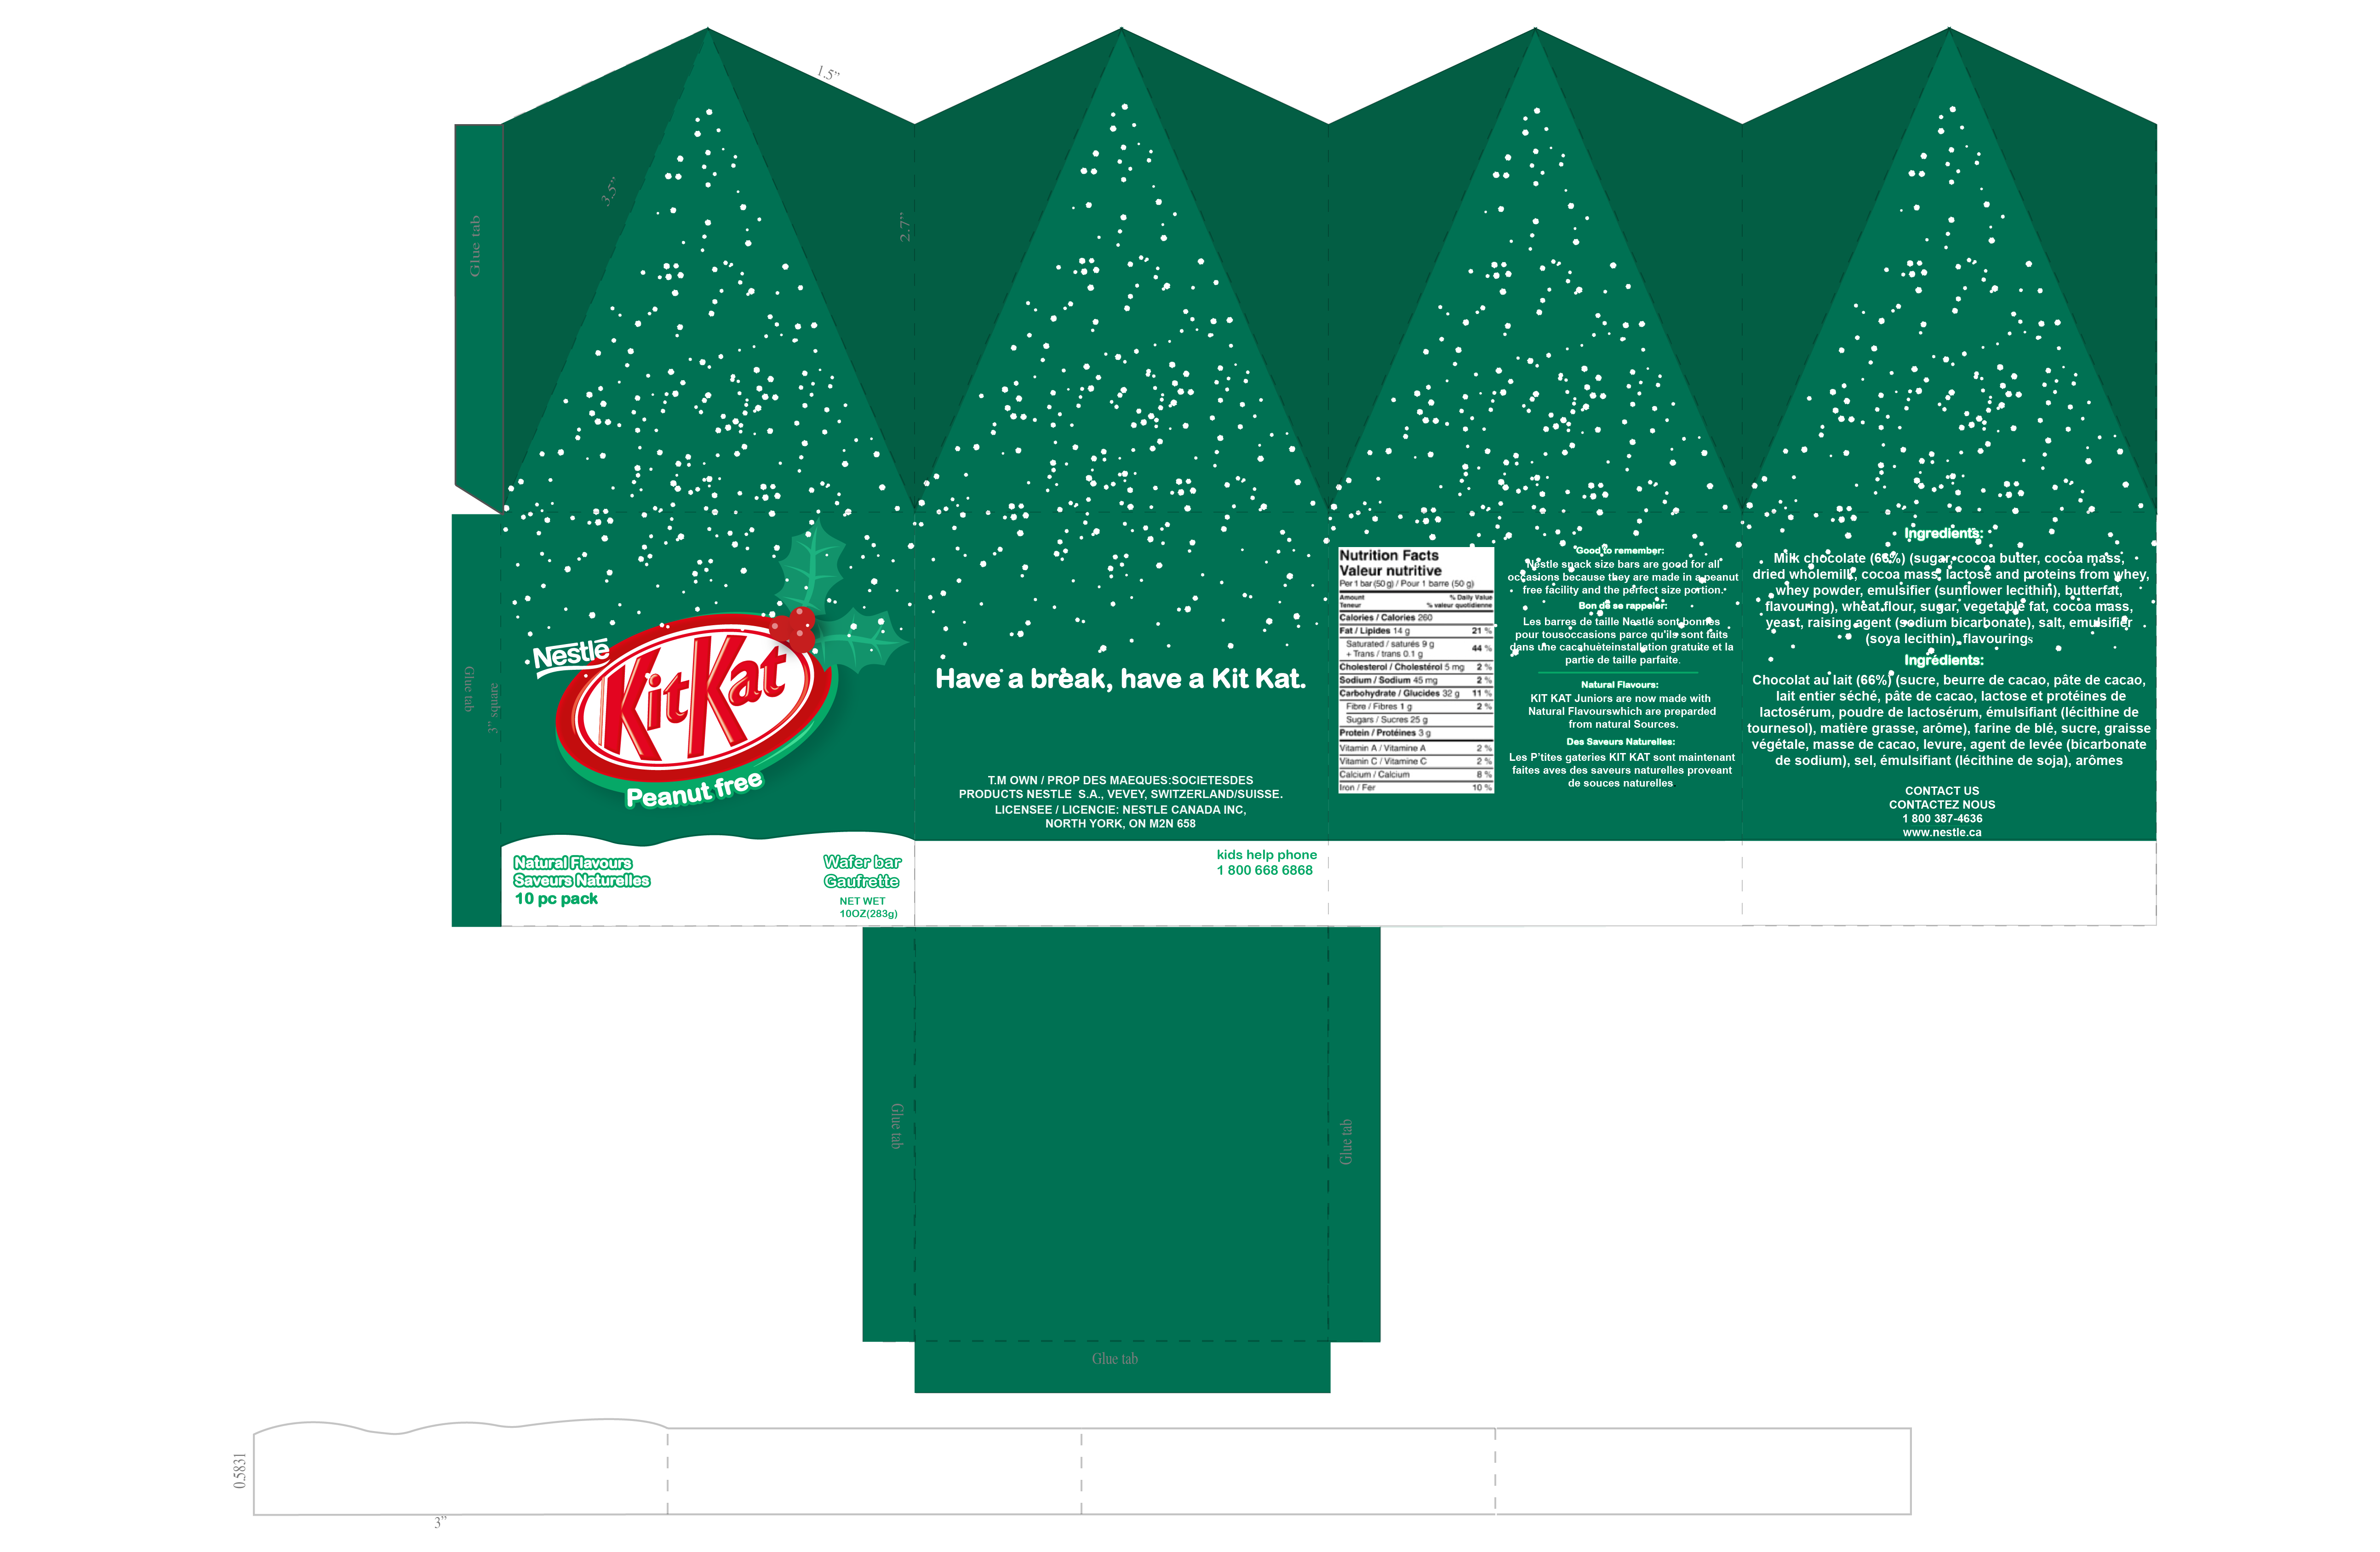 1.5”
3.5”
2.7”
Glue tab
Glue tab
3” square
Nestlé
KitKat
Peanut free
Natural Flavours
Saveurs Naturelles
10 pc pack
Wafer bar
Gaufrette
NET WET
10OZ(283g)
Have a break, have a Kit Kat.
T.M OWN / PROP DES MAEQUES:SOCIETESDES
PRODUCTS NESTLE S.A., VEVEY, SWITZERLAND/SUISSE.
LICENSEE / LICENCIE: NESTLE CANADA INC,
NORTH YORK, ON M2N 658
kids help phone
1 800 668 6868
Nutrition Facts
Valeur nutritive
Per 1 bar (50 g) / Pour 1 barre (50 g)
Amount % Daily Value
Teneur % valeur quotidienne
Calories / Calories 260
Fat / Lipides 14 g 21 %
Saturated / saturés 9 g
+ Trans / trans 0.1 g 44 %
Cholesterol / Cholestérol 5 mg 2 %
Sodium / Sodium 45 mg 2 %
Carbohydrate / Glucides 32 g 11 %
Fibre / Fibres 1 g 2 %
Sugars / Sucres 25 g
Protein / Protéines 3 g
Vitamin A / Vitamine A 2 %
Vitamin C / Vitamine C 2 %
Calcium / Calcium 8 %
Iron / Fer 10 %
Good to remember:
Nestle snack size bars are good for all
occasions because they are made in a peanut
free facility and the perfect size portion.
Bon de se rappeler:
Les barres de taille Nestlé sont bonnes
pour tousoccasions parce qu'ils sont faits
dans une cacahuèteinstallation gratuite et la
partie de taille parfaite.
Natural Flavours:
KIT KAT Juniors are now made with
Natural Flavourswhich are preparded
from natural Sources.
Des Saveurs Naturelles:
Les P'tites gateries KIT KAT sont maintenant
faites aves des saveurs naturelles proveant
de souces naturelles
Ingredients:
Milk chocolate (66%) (sugar, cocoa butter, cocoa mass,
dried wholemilk, cocoa mass, lactose and proteins from whey,
whey powder, emulsifier (sunflower lecithin), butterfat,
flavouring), wheat flour, sugar, vegetable fat, cocoa mass,
yeast, raising agent (sodium bicarbonate), salt, emulsifier
(soya lecithin), flavourings
Ingrédients:
Chocolat au lait (66%) (sucre, beurre de cacao, pâte de cacao,
lait entier séché, pâte de cacao, lactose et protéines de
lactosérum, poudre de lactosérum, émulsifiant (lécithine de
tournesol), matière grasse, arôme), farine de blé, sucre, graisse
végétale, masse de cacao, levure, agent de levée (bicarbonate
de sodium), sel, émulsifiant (lécithine de soja), arômes
CONTACT US
CONTACTEZ NOUS
1 800 387-4636
www.nestle.ca
Glue tab
Glue tab
Glue tab
0.5831
3”